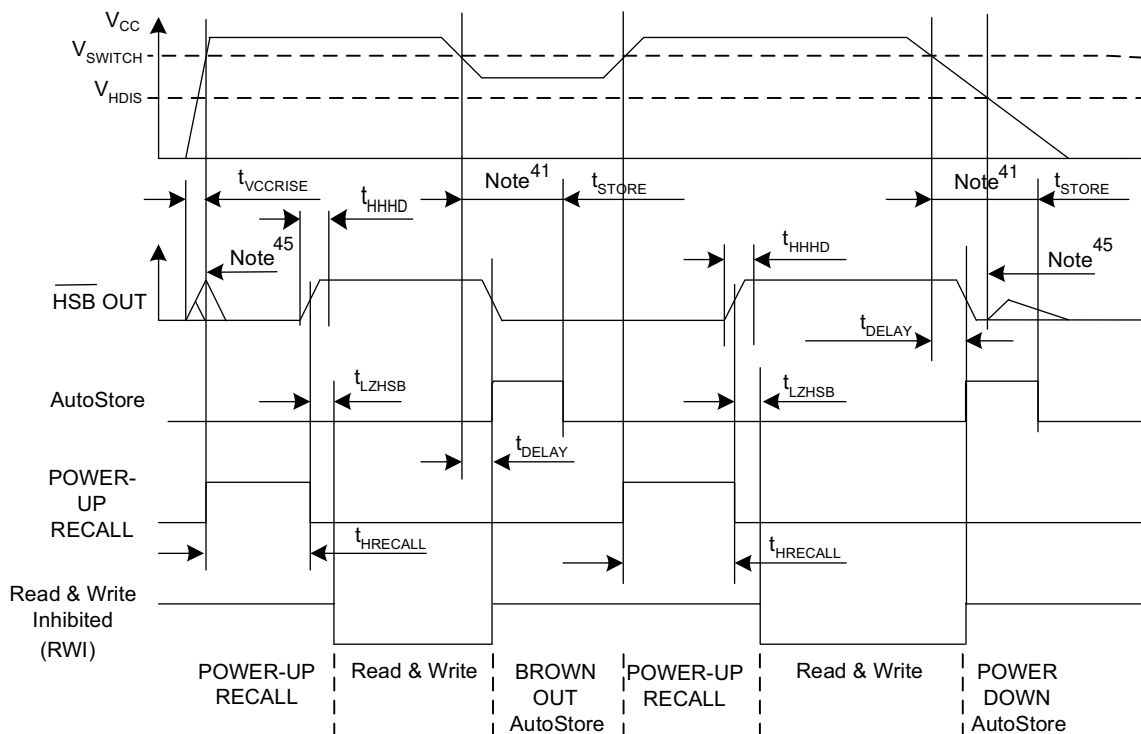 VCC
VSWITCH
VHDIS
tVCCRISE
tHHHD
Note41
tSTORE
Note41
tSTORE
Note45
tHHHD
Note45
HSB OUT
tDELAY
tLZHSB
tLZHSB
AutoStore
tDELAY
POWER-
UP
RECALL
tHRECALL
tHRECALL
Read & Write
Inhibited
(RWI)
POWER-UP
RECALL
Read & Write
BROWN
OUT
AutoStore
POWER-UP
RECALL
Read & Write
POWER
DOWN
AutoStore